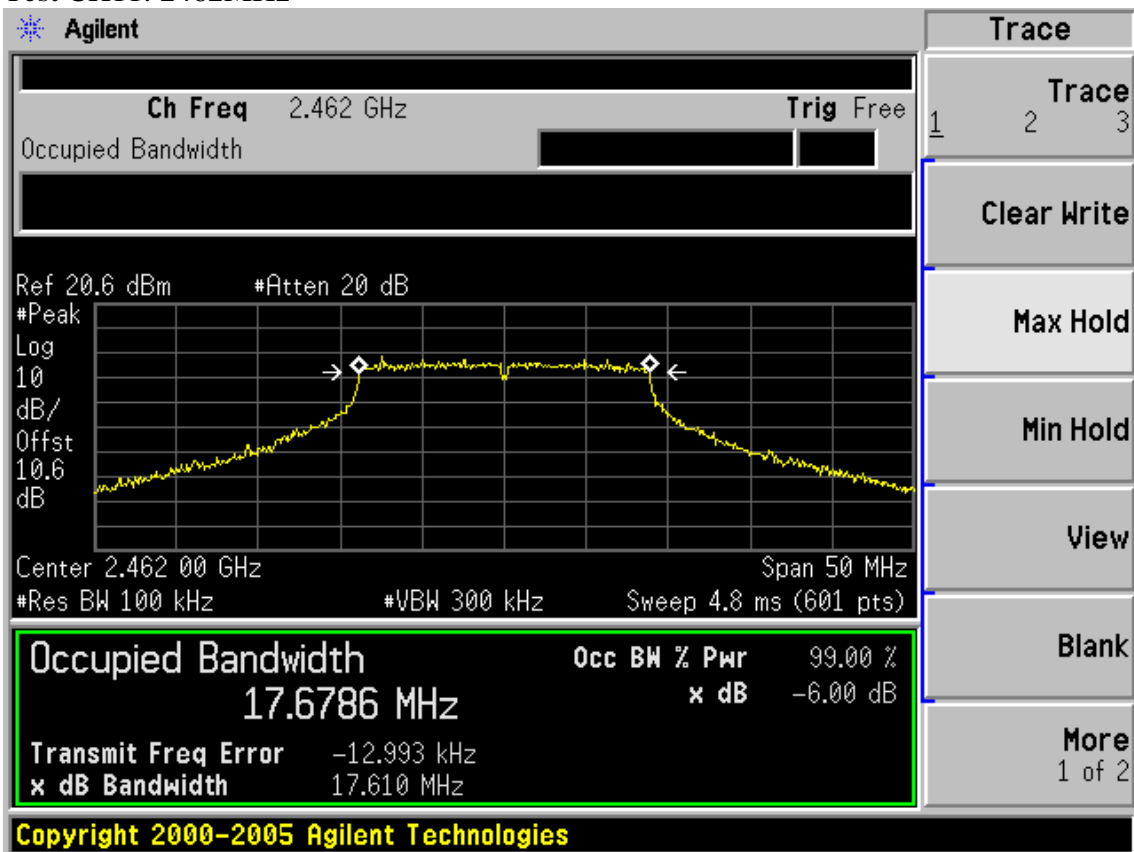 Agilent
Trace
Ch Freq 2.462 GHz Trig Free
Occupied Bandwidth
Trace
1 2 3
Clear Write
Ref 20.6 dBm #Atten 20 dB
#Peak
Log
10
dB/
Offst
10.6
dB
Max Hold
Min Hold
View
Center 2.462 00 GHz Span 50 MHz
#Res BW 100 kHz #VBW 300 kHz Sweep 4.8 ms (601 pts)
Occupied Bandwidth Occ BW % Pwr 99.00 %
17.6786 MHz x dB -6.00 dB
Transmit Freq Error -12.993 kHz
x dB Bandwidth 17.610 MHz
Blank
More
1 of 2
Copyright 2000-2005 Agilent Technologies